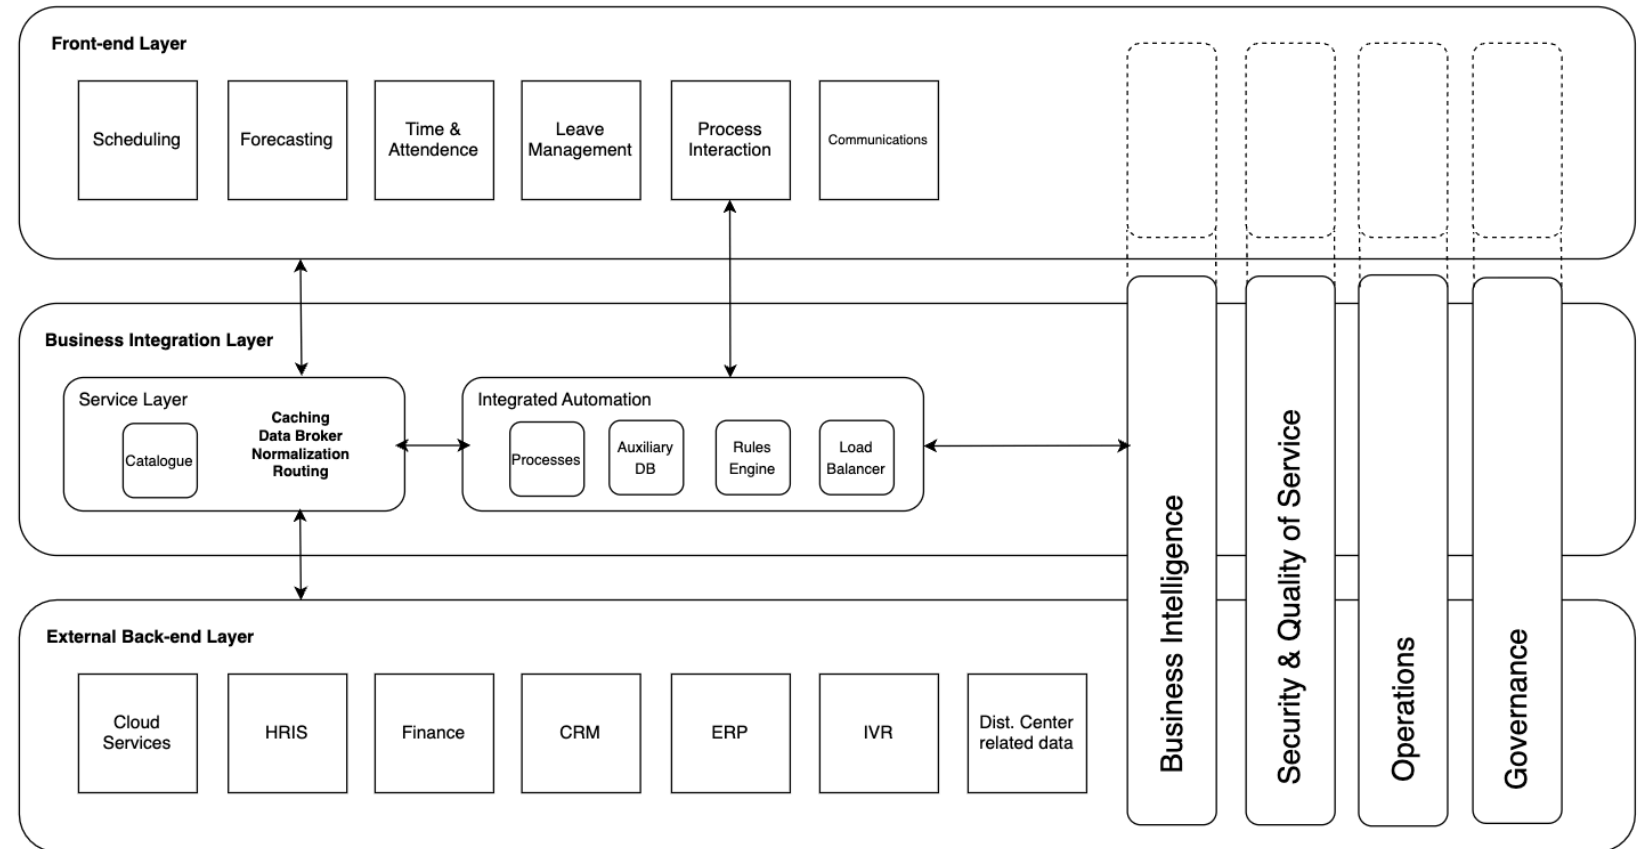 Front-end Layer
Scheduling
Forecasting
Time &
Attendence
Leave
Management
Process
Interaction
Communications
Business Integration Layer
Service Layer
Catalogue
Caching
Data Broker
Normalization
Routing
Integrated Automation
Processes
Auxiliary
DB
Rules
Engine
Load
Balancer
External Back-end Layer
Cloud
Services
HRIS
Finance
CRM
ERP
IVR
Dist. Center
related data
Business Intelligence
Security & Quality of Service
Operations
Governance